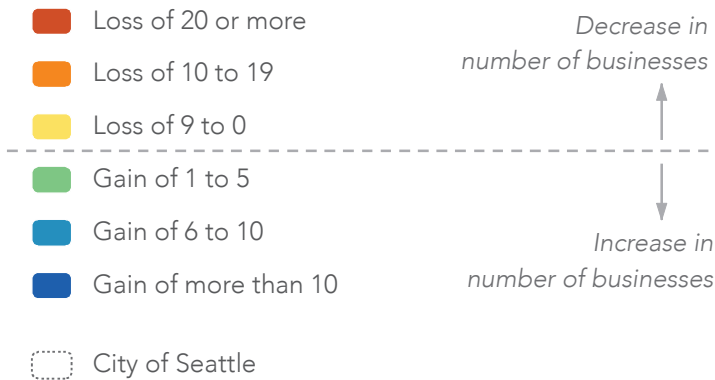 Loss of 20 or more
Loss of 10 to 19
Loss of 9 to 0
Decrease in
number of businesses
Gain of 1 to 5
Gain of 6 to 10
Gain of more than 10
Increase in
number of businesses
City of Seattle